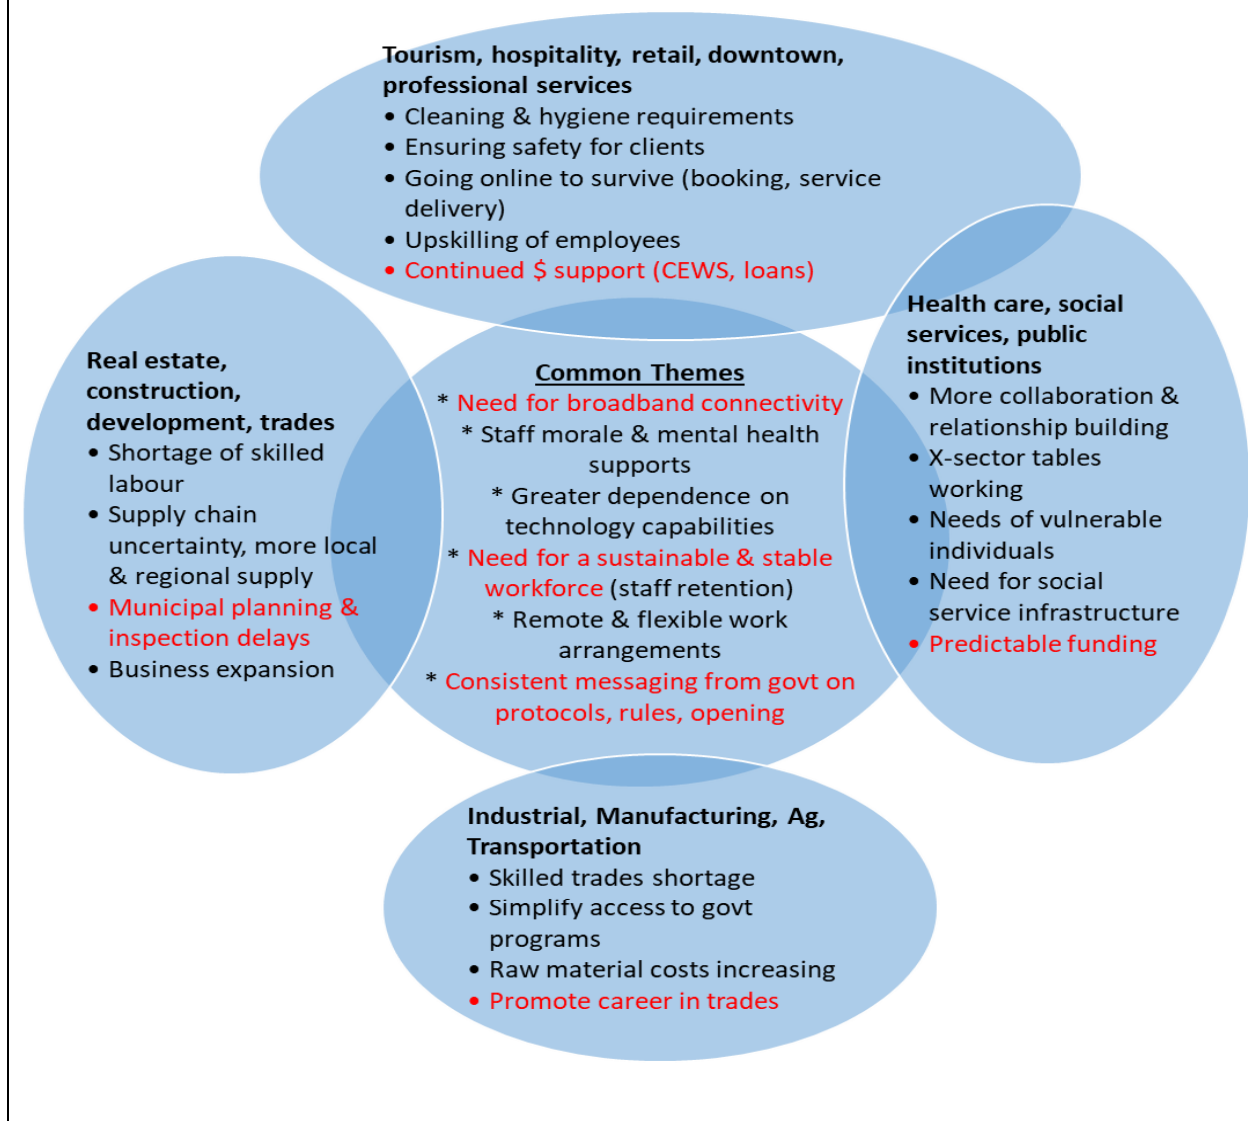 Tourism, hospitality, retail, downtown,
professional services
• Cleaning & hygiene requirements
• Ensuring safety for clients
• Going online to survive (booking, service
delivery)
• Upskilling of employees
• Continued $ support (CEWS, loans)
Real estate,
construction,
development, trades
• Shortage of skilled
labour
• Supply chain
uncertainty, more local
& regional supply
• Municipal planning &
inspection delays
• Business expansion
Common Themes
* Need for broadband connectivity
* Staff morale & mental health
supports
* Greater dependence on
technology capabilities
* Need for a sustainable & stable
workforce (staff retention)
* Remote & flexible work
arrangements
* Consistent messaging from govt on
protocols, rules, opening
Health care, social
services, public
institutions
• More collaboration &
relationship building
• X-sector tables
working
• Needs of vulnerable
individuals
• Need for social
service infrastructure
• Predictable funding
Industrial, Manufacturing, Ag,
Transportation
• Skilled trades shortage
• Simplify access to govt
programs
• Raw material costs increasing
• Promote career in trades